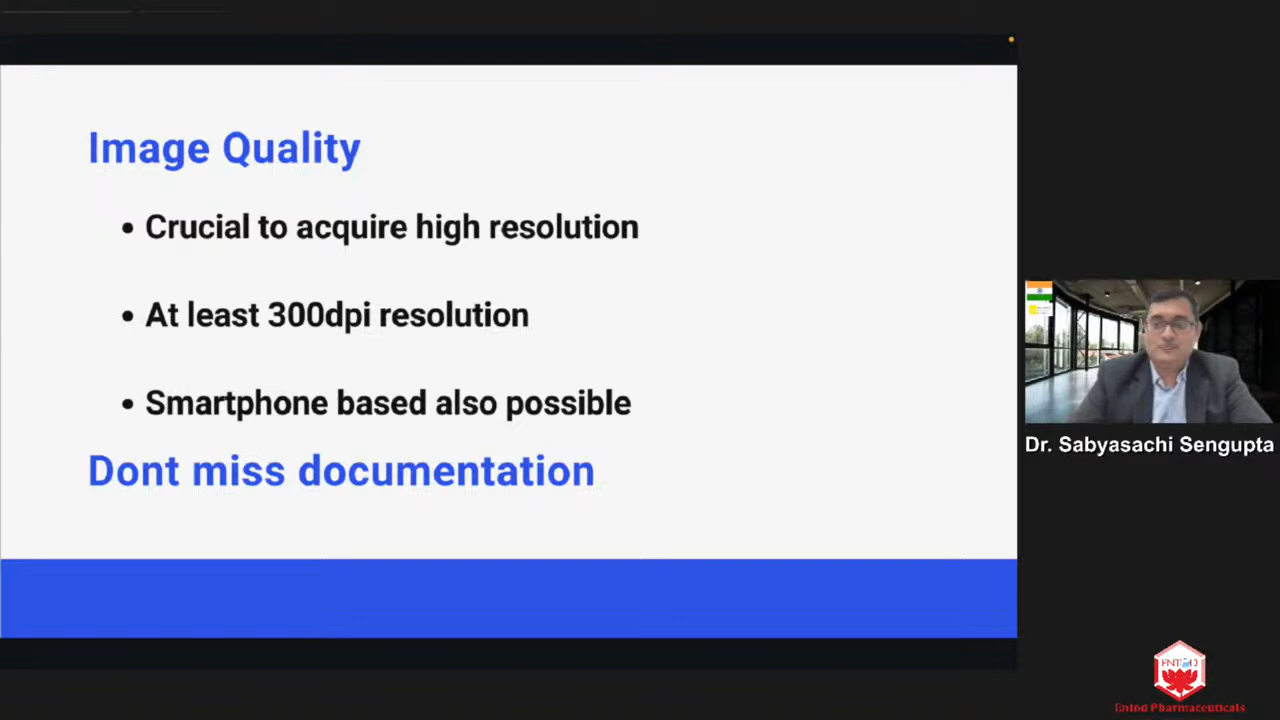 Image Quality
• Crucial to acquire high resolution
• At least 300dpi resolution
• Smartphone based also possible
Dont miss documentation
Dr. Sabyasachi Sengupta
ENTOD
Entod Pharmaceuticals